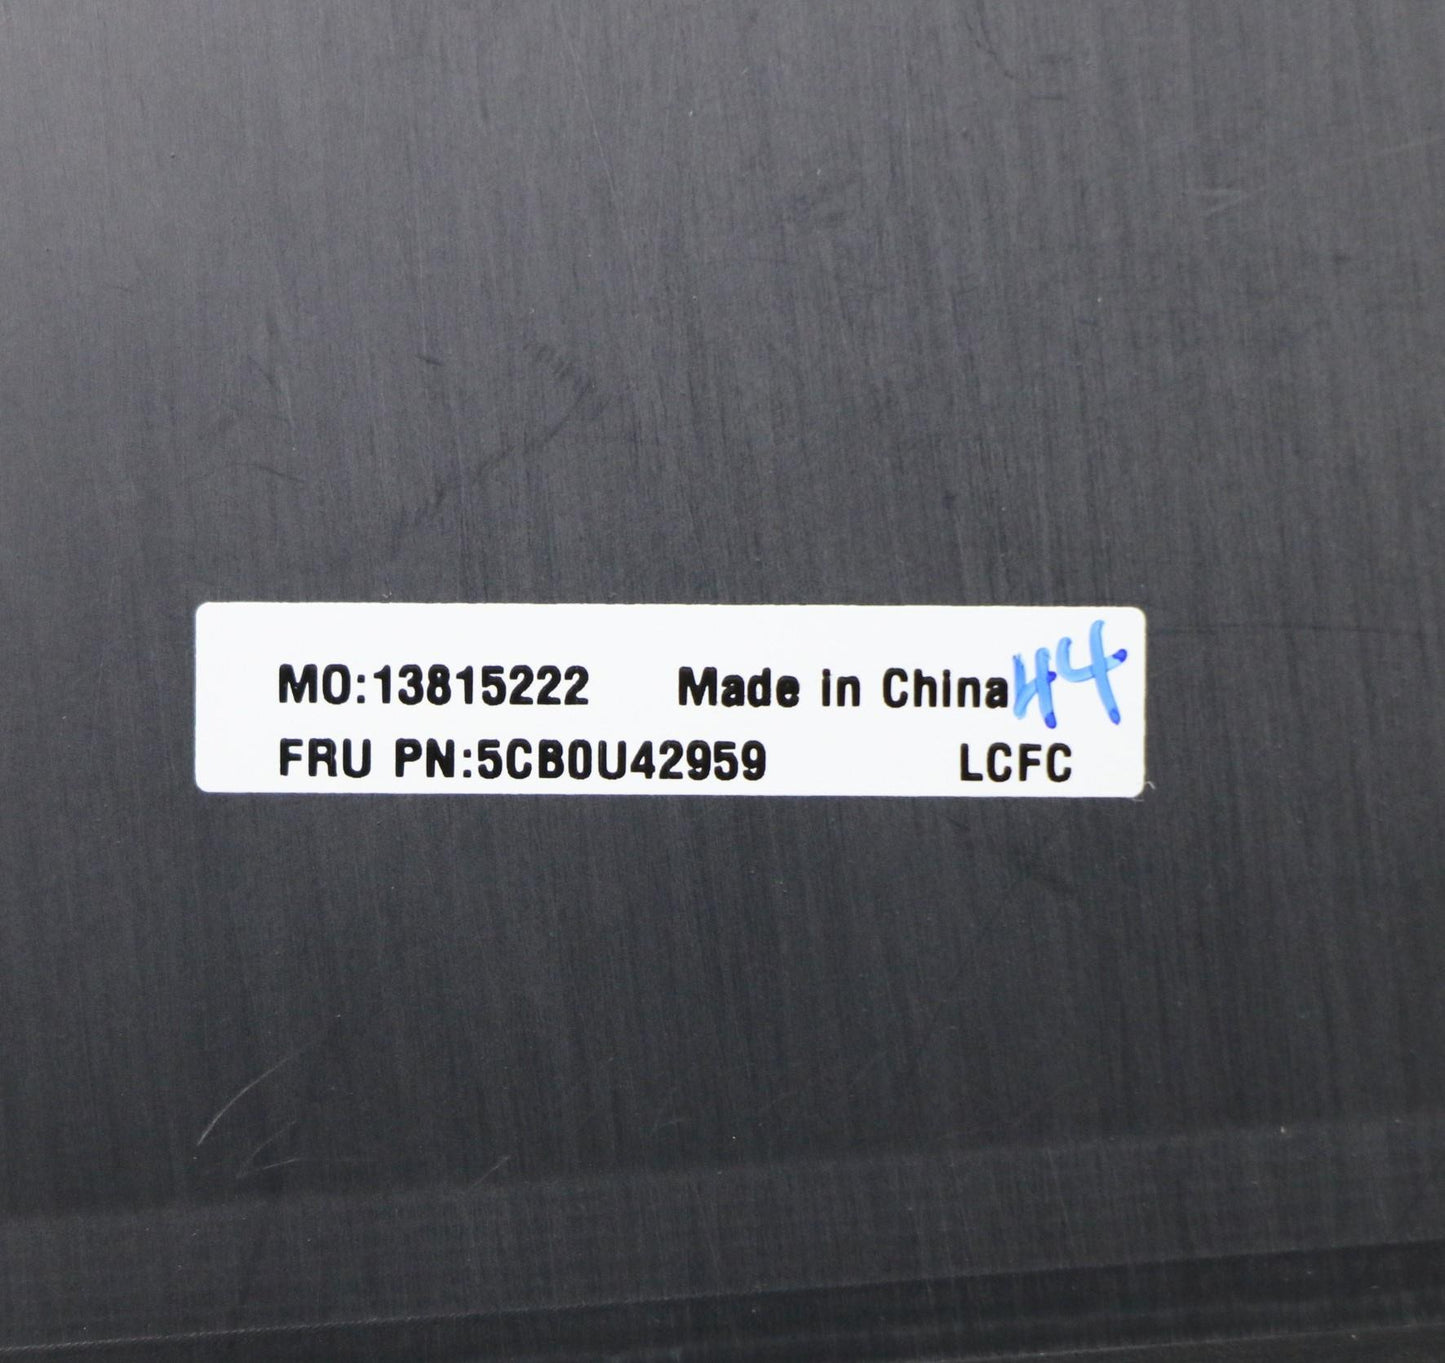 MO:13815222 Made in China 44
FRU PN:5CB0U42959 LCFC